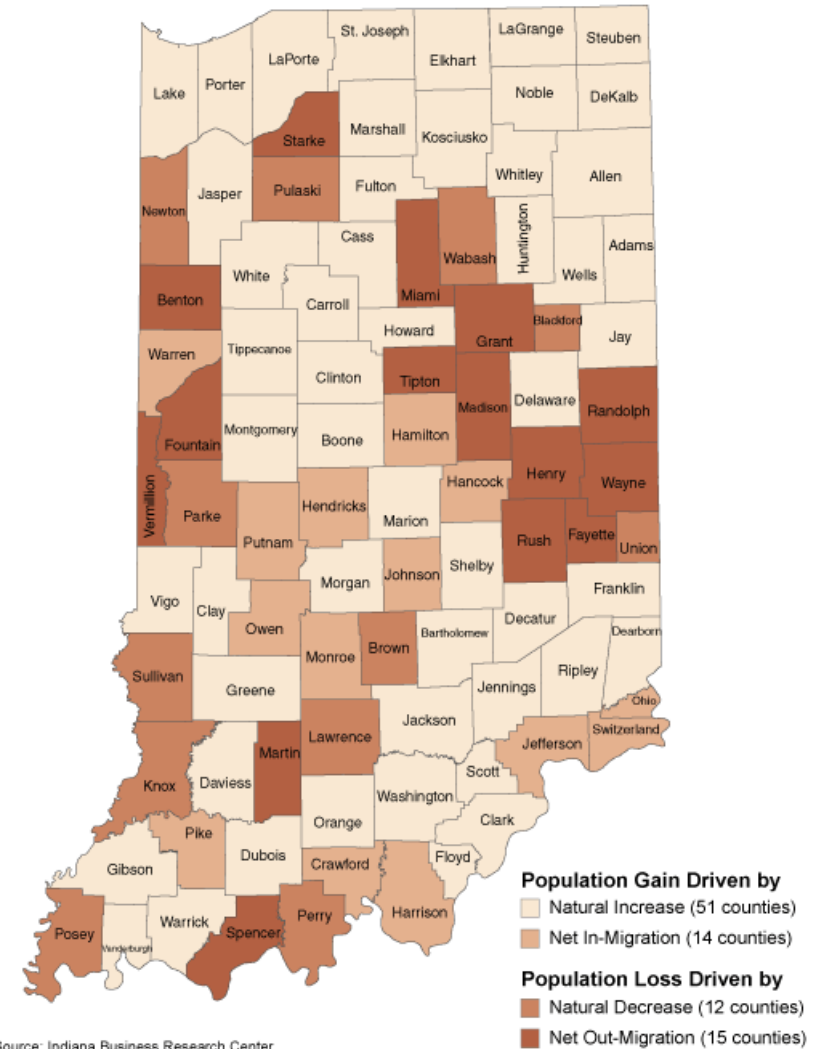 St. Joseph
LaGrange
Steuben
LaPorte
Elkhart
Porter
Lake
Noble
DeKalb
Marshall
Kosciusko
Starke
Whitley
Allen
Fulton
Pulaski
Jasper
Newton
Huntington
Cass
Adams
Wabash
White
Wells
Miami
Benton
Carroll
Blackford
Howard
Grant
Jay
Tippecanoe
Warren
Clinton
Tipton
Delaware
Madison
Randolph
Montgomery
Hamilton
Boone
Fountain
Henry
Hancock
Wayne
Vermillion
Hendricks
Parke
Marion
Fayette
Putnam
Rush
Union
Shelby
Johnson
Morgan
Franklin
Vigo
Clay
Decatur
Owen
Bartholomew
Dearborn
Brown
Monroe
Ripley
Sullivan
Jennings
Greene
Ohio
Jackson
Switzerland
Lawrence
Jefferson
Martin
Scott
Daviess
Knox
Washington
Clark
Orange
Pike
Dubois
Floyd
Crawford
Gibson
Harrison
Perry
Warrick
Spencer
Posey
Vanderburgh
Population Gain Driven by
Natural Increase (51 counties)
Net In-Migration (14 counties)
Population Loss Driven by
Natural Decrease (12 counties)
Net Out-Migration (15 counties)
Source: Indiana Business Research Center